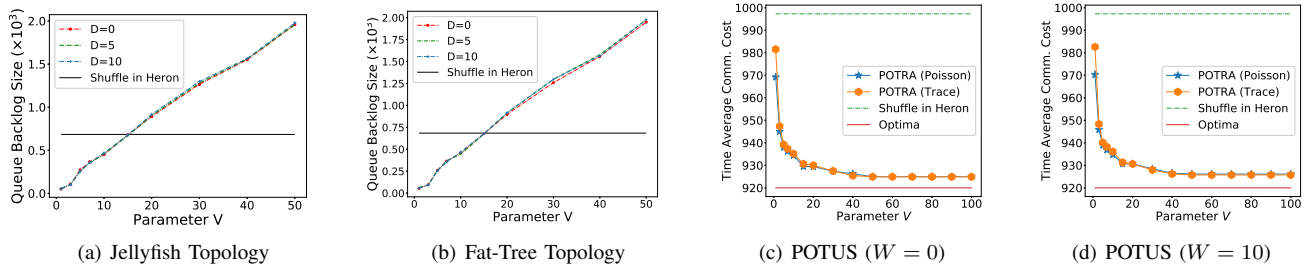 Queue Backlog Size (×10³)
2.0
1.5
1.0
0.5
0.0
D=0
D=5
D=10
Shuffle in Heron
0 10 20 30 40 50
Parameter V
(a) Jellyfish Topology
Queue Backlog Size (×10³)
2.00
1.75
1.50
1.25
1.00
0.75
0.50
0.25
0.00
D=0
D=5
D=10
Shuffle in Heron
0 10 20 30 40 50
Parameter V
(b) Fat-Tree Topology
Time Average Comm. Cost
1000
990
980
970
960
950
940
930
920
POTRA (Poisson)
POTRA (Trace)
Shuffle in Heron
Optima
0 20 40 60 80 100
Parameter V
(c) POTUS (W = 0)
Time Average Comm. Cost
1000
990
980
970
960
950
940
930
920
POTRA (Poisson)
POTRA (Trace)
Shuffle in Heron
Optima
0 20 40 60 80 100
Parameter V
(d) POTUS (W = 10)